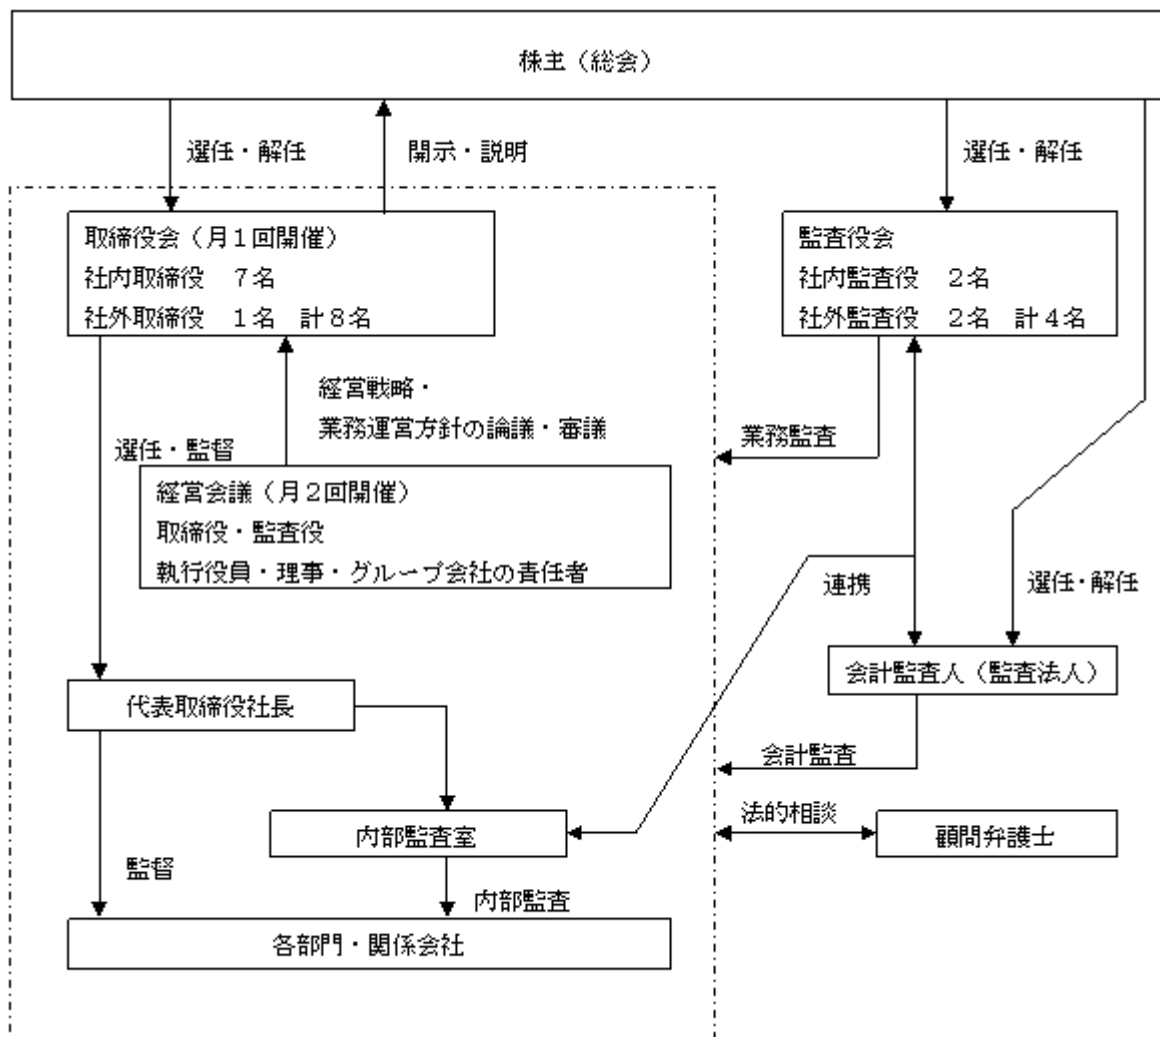 株主（総会）
選任・解任
開示・説明
選任・解任
取締役会（月１回開催）
社内取締役　７名
社外取締役　１名　計８名
監査役会
社内監査役　２名
社外監査役　２名　計４名
経営戦略・
業務運営方針の論議・審議
選任・監督
業務監査
経営会議（月２回開催）
取締役・監査役
執行役員・理事・グループ会社の責任者
連携
選任・解任
会計監査人（監査法人）
代表取締役社長
会計監査
法的相談
内部監査室
顧問弁護士
監督
内部監査
各部門・関係会社